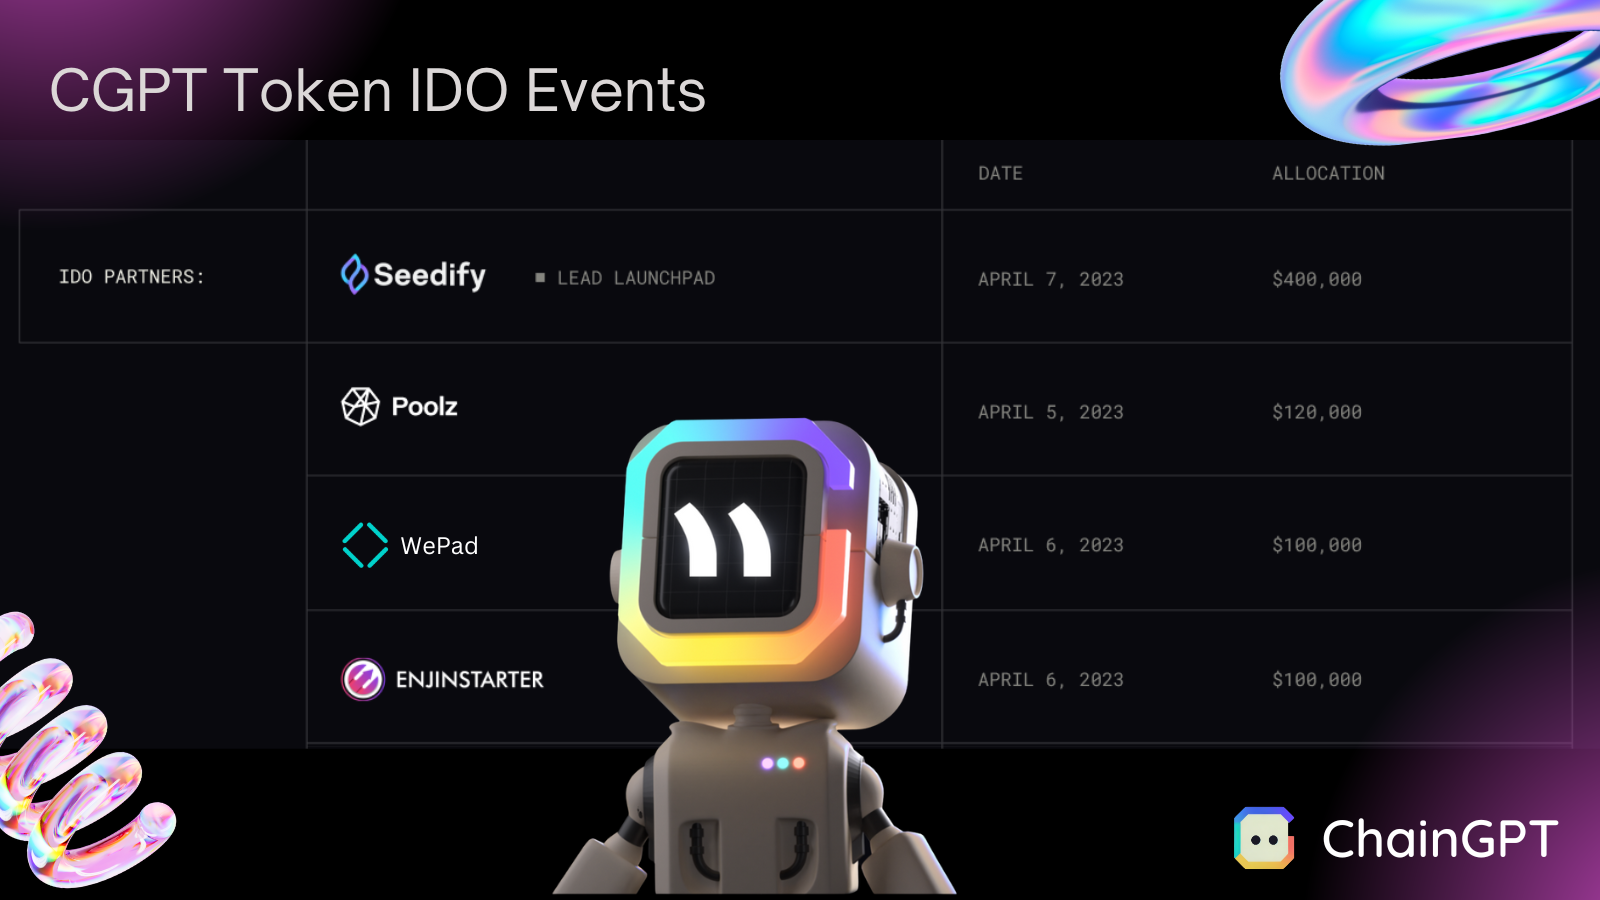 CGPT Token IDO Events
DATE ALLOCATION
IDO PARTNERS: Seedify ■ LEAD LAUNCHPAD APRIL 7, 2023 $400,000
Poolz APRIL 5, 2023 $120,000
WePad APRIL 6, 2023 $100,000
ENJINSTARTER APRIL 6, 2023 $100,000
ChainGPT